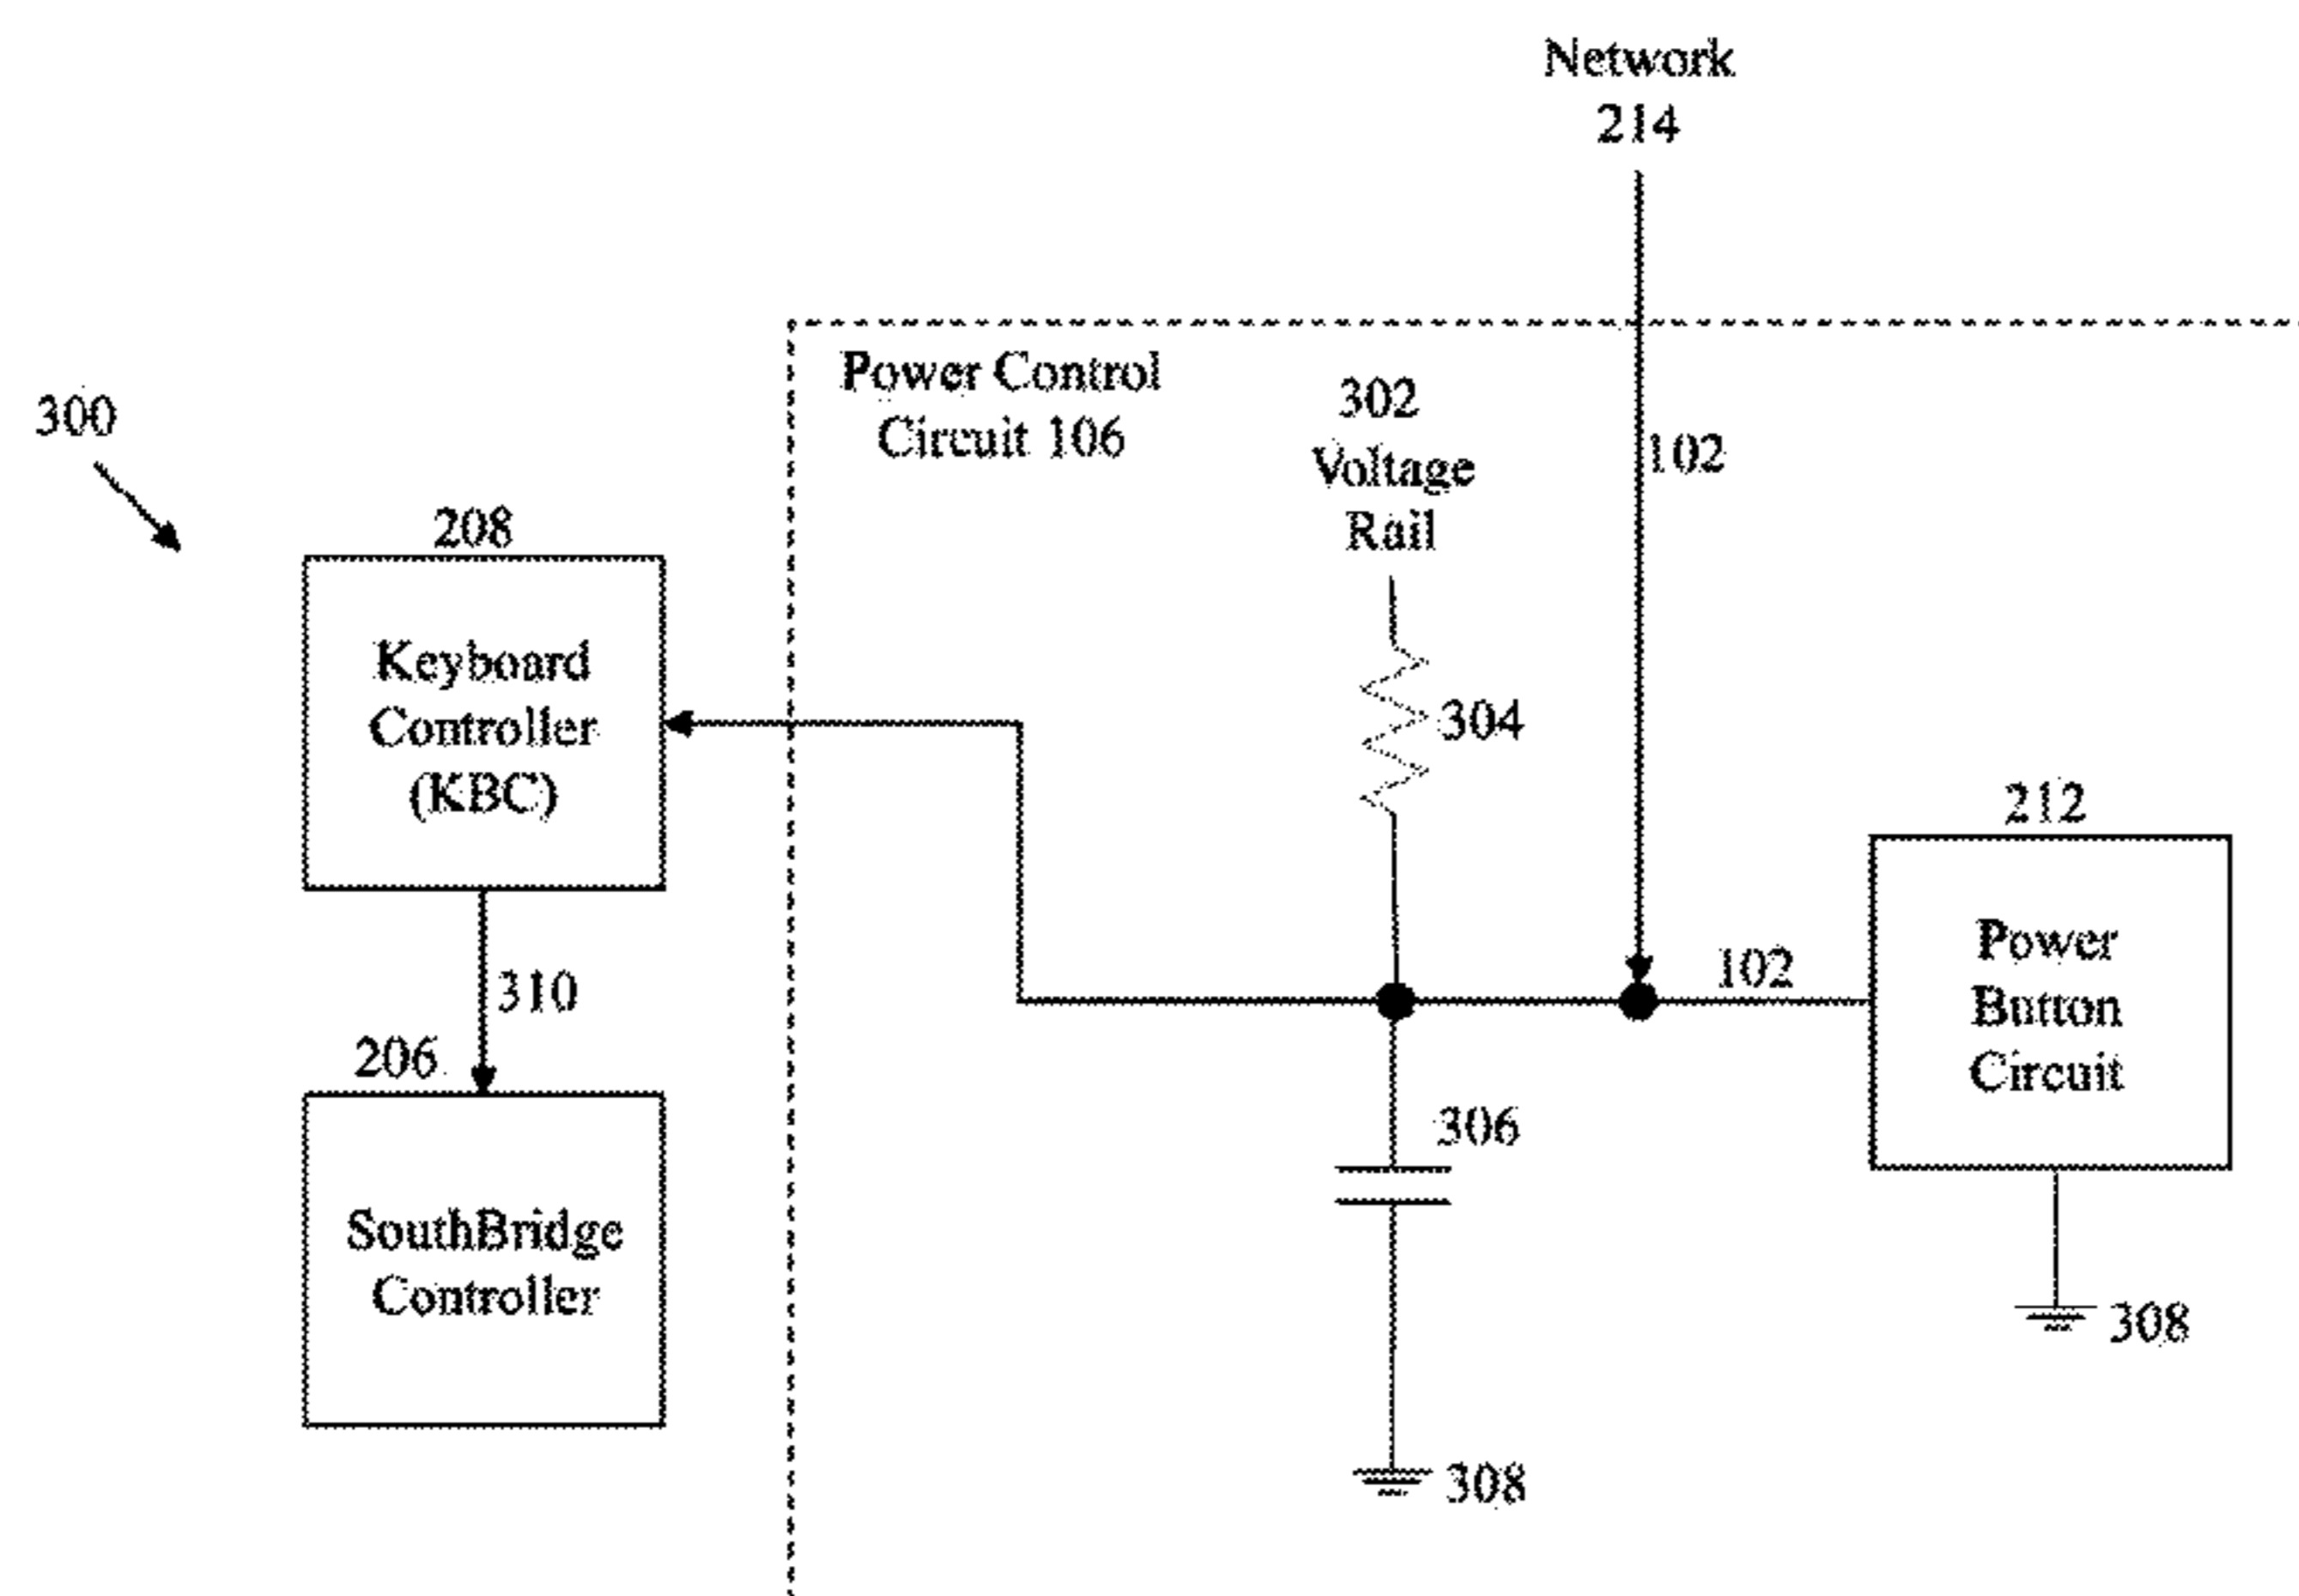 Network
214
Power Control
Circuit 106
302
Voltage
Rail
102
300
208
Keyboard
Controller
(KBC)
304
212
Power
Button
Circuit
102
310
206
SouthBridge
Controller
306
308
308